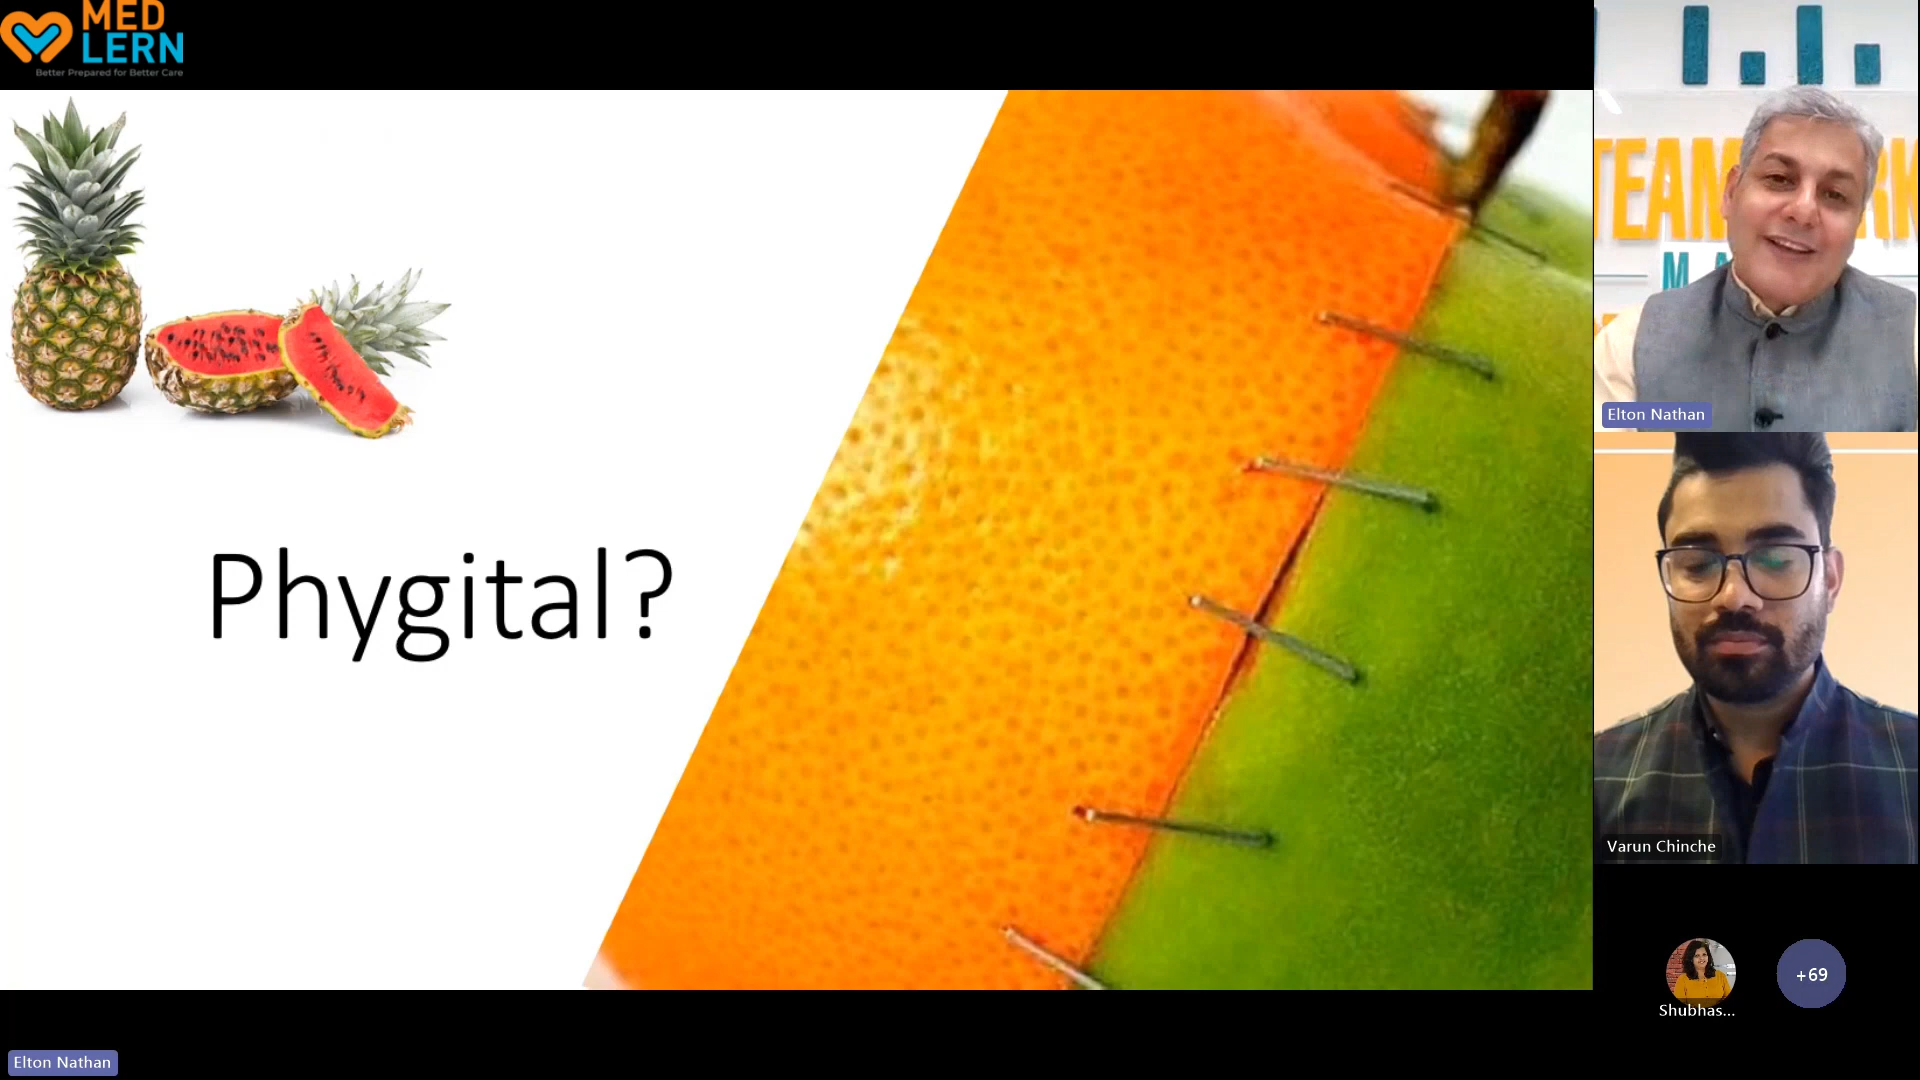 MED
LERN
Better Prepared for Better Care
Phygital?
Elton Nathan
Varun Chinche
Shubhas...
+69
Elton Nathan